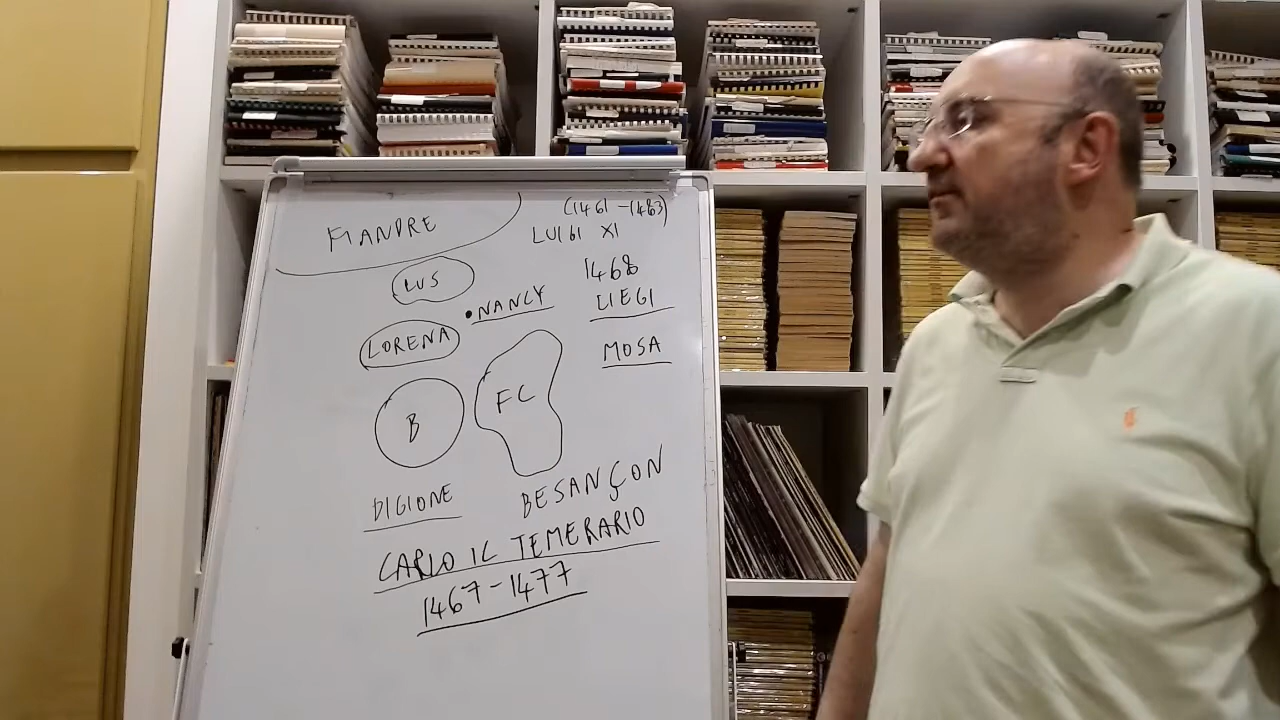 FIANDRE
(1461-1483)
LUIGI XI
LUS
1468
LIEGI
•NANCY
LORENA
MOSA
B
FC
DIGIONE
BESANÇON
CARLO IL TEMERARIO
1467-1477